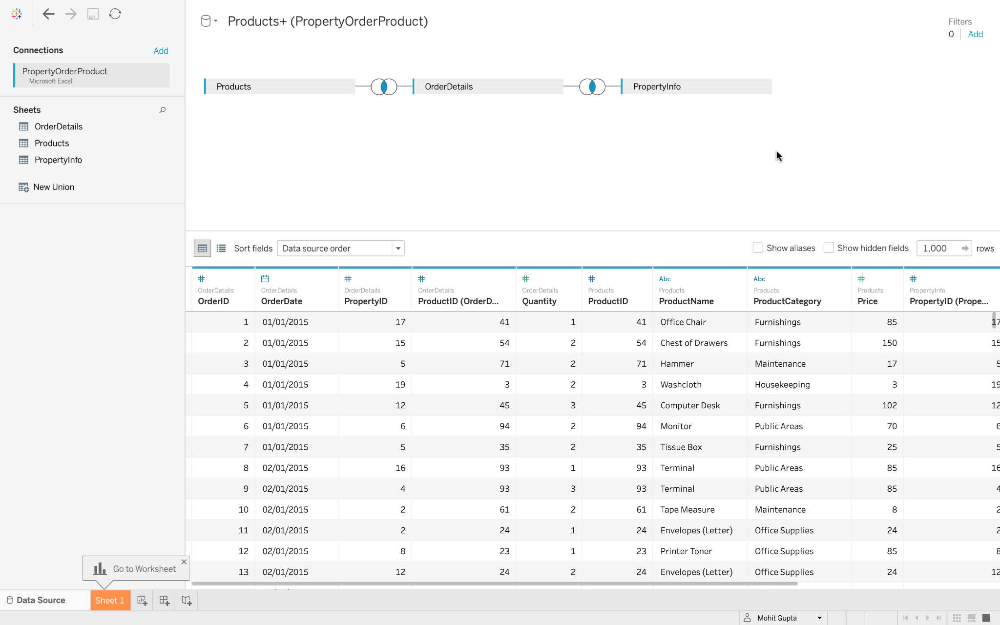 Products+ (PropertyOrderProduct)
Filters
0 Add
Connections Add
PropertyOrderProduct
Microsoft Excel
Products OrderDetails PropertyInfo
Sheets
OrderDetails
Products
PropertyInfo
New Union
Sort fields Data source order Show aliases Show hidden fields 1,000 rows
Abc Abc
OrderDetails OrderDetails OrderDetails OrderDetails OrderDetails Products Products Products Products PropertyInfo
OrderID OrderDate PropertyID ProductID (OrderD... Quantity ProductID ProductName ProductCategory Price PropertyID (Prope...
1 01/01/2015 17 41 1 41 Office Chair Furnishings 85 17
2 01/01/2015 15 54 2 54 Chest of Drawers Furnishings 150 15
3 01/01/2015 5 71 2 71 Hammer Maintenance 17 5
4 01/01/2015 19 3 2 3 Washcloth Housekeeping 3 19
5 01/01/2015 12 45 3 45 Computer Desk Furnishings 102 12
6 01/01/2015 6 94 2 94 Monitor Public Areas 70 6
7 01/01/2015 5 35 2 35 Tissue Box Furnishings 25 5
8 02/01/2015 16 93 1 93 Terminal Public Areas 85 16
9 02/01/2015 4 93 3 93 Terminal Public Areas 85 4
10 02/01/2015 2 61 2 61 Tape Measure Maintenance 8 2
11 02/01/2015 2 24 1 24 Envelopes (Letter) Office Supplies 24 2
12 02/01/2015 8 23 1 23 Printer Toner Office Supplies 85 8
13 02/01/2015 12 24 2 24 Envelopes (Letter) Office Supplies 24 12
Go to Worksheet
Data Source Sheet 1
Mohit Gupta